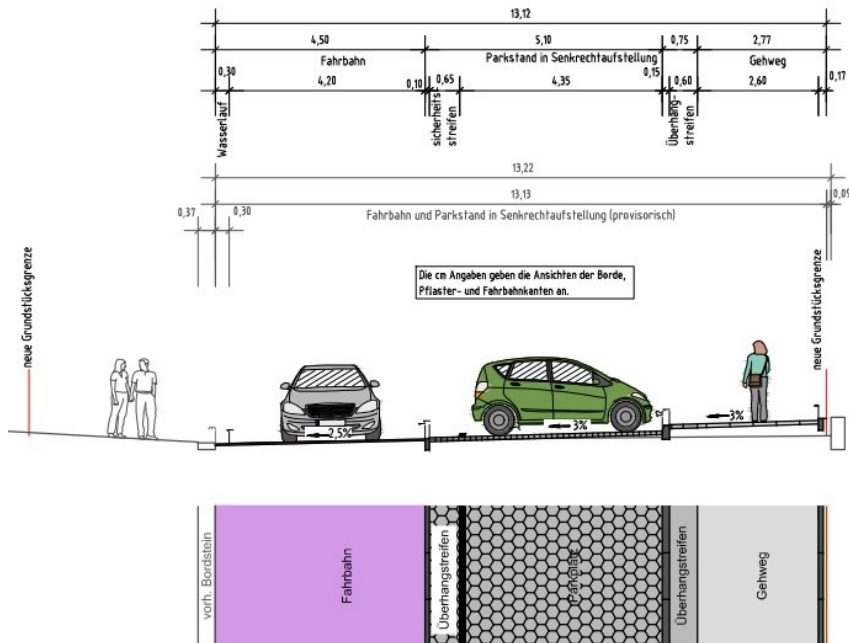 13,12
4,50 5,10 0,75 2,77
Fahrbahn Parkstand in Senkrechtaufstellung Gehweg
0,30 4,20 0,10 0,65 4,35 0,15 0,60 2,60 0,17
Wasserlauf
sicherheits-
streifen
Überhang-
streifen
13,22
13,13 0,09
0,37 0,30 Fahrbahn und Parkstand in Senkrechtaufstellung (provisorisch)
Die cm Angaben geben die Ansichten der Borde,
Pflaster- und Fahrbahnkanten an.
neue Grundstücksgrenze
neue Grundstücksgrenze
2,5% 3% 3%
vorh. Bordstein
Fahrbahn
Überhangstreifen
Parkplatz
Überhangstreifen
Gehweg